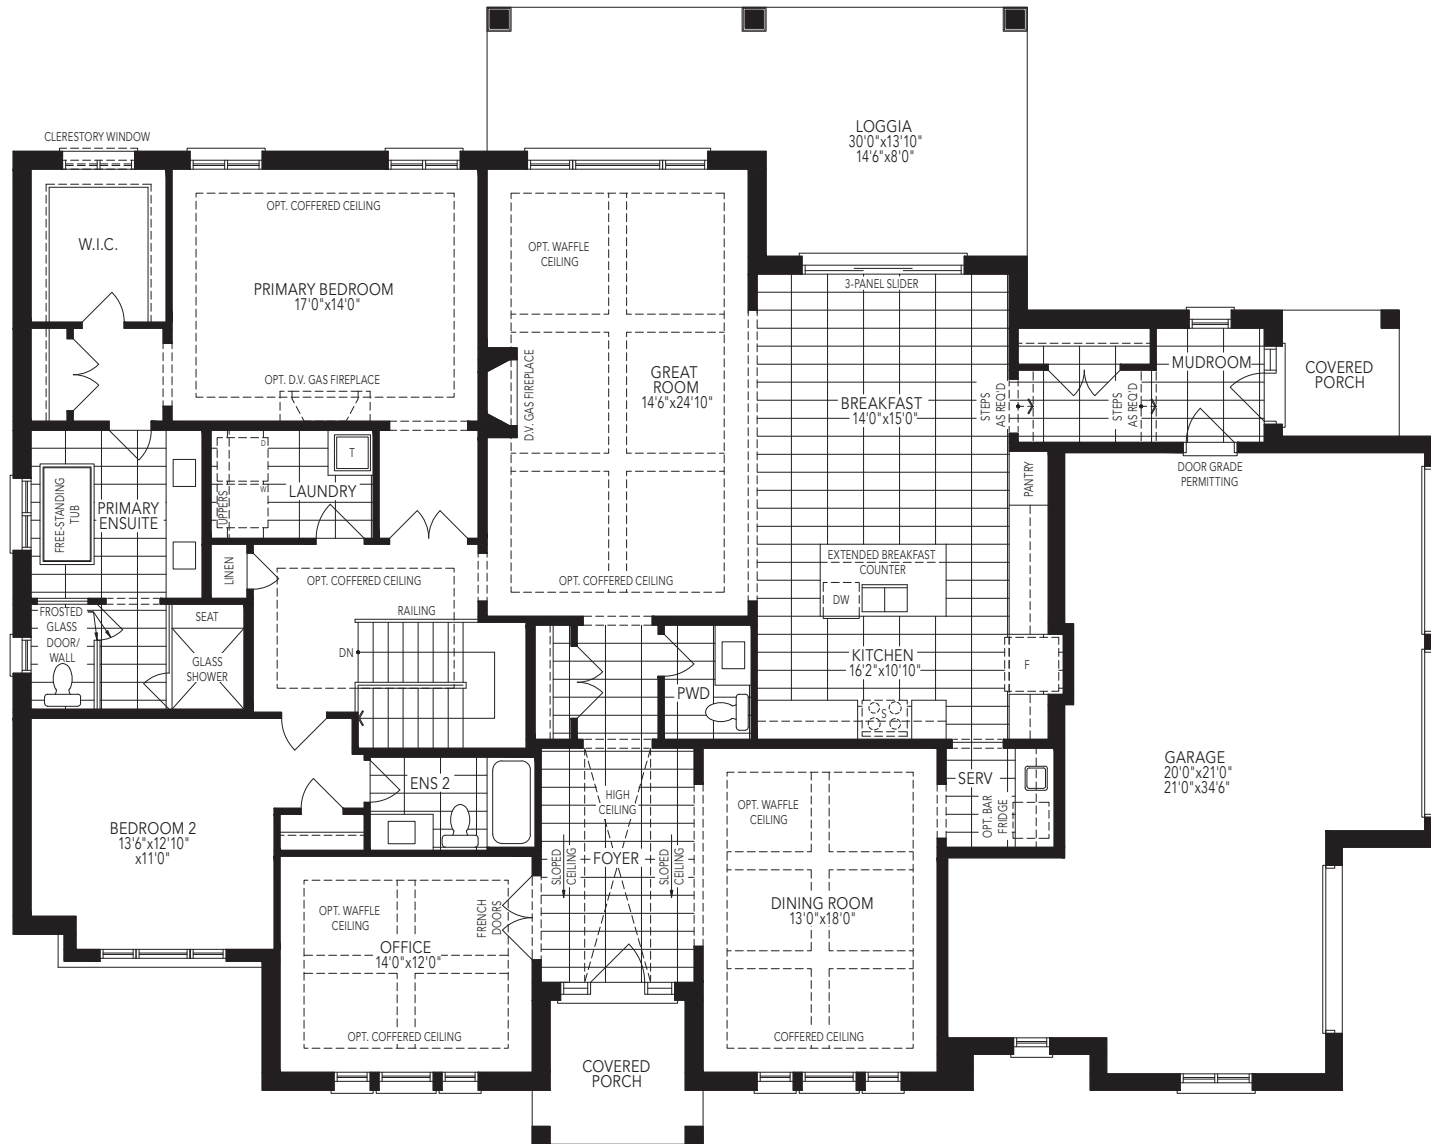 LOGGIA
30'0"x13'10"
14'6"x8'0"
CLERESTORY WINDOW
OPT. COFFERED CEILING
W.I.C.
OPT. WAFFLE
CEILING
PRIMARY BEDROOM
17'0"x14'0"
3-PANEL SLIDER
OPT. D.V. GAS FIREPLACE
D.V. GAS FIREPLACE
GREAT
ROOM
14'6"x24'10"
BREAKFAST
14'0"x15'0"
STEPS
AS REQ'D
STEPS
AS REQ'D
MUDROOM
COVERED
PORCH
DOOR GRADE
PERMITTING
PANTRY
FREE-STANDING
TUB
PRIMARY
ENSUITE
UPPERS
D
W
LAUNDRY
T
LINEN
OPT. COFFERED CEILING
OPT. COFFERED CEILING
EXTENDED BREAKFAST
COUNTER
DW
RAILING
FROSTED
GLASS
DOOR/
WALL
SEAT
GLASS
SHOWER
DN
PWD
KITCHEN
16'2"x10'10"
F
S
GARAGE
20'0"x21'0"
21'0"x34'6"
SERV
OPT. BAR
FRIDGE
ENS 2
HIGH
CEILING
OPT. WAFFLE
CEILING
BEDROOM 2
13'6"x12'10"
x11'0"
SLOPED
CEILING
FOYER
SLOPED
CEILING
DINING ROOM
13'0"x18'0"
OPT. WAFFLE
CEILING
FRENCH
DOORS
OFFICE
14'0"x12'0"
OPT. COFFERED CEILING
COFFERED CEILING
COVERED
PORCH